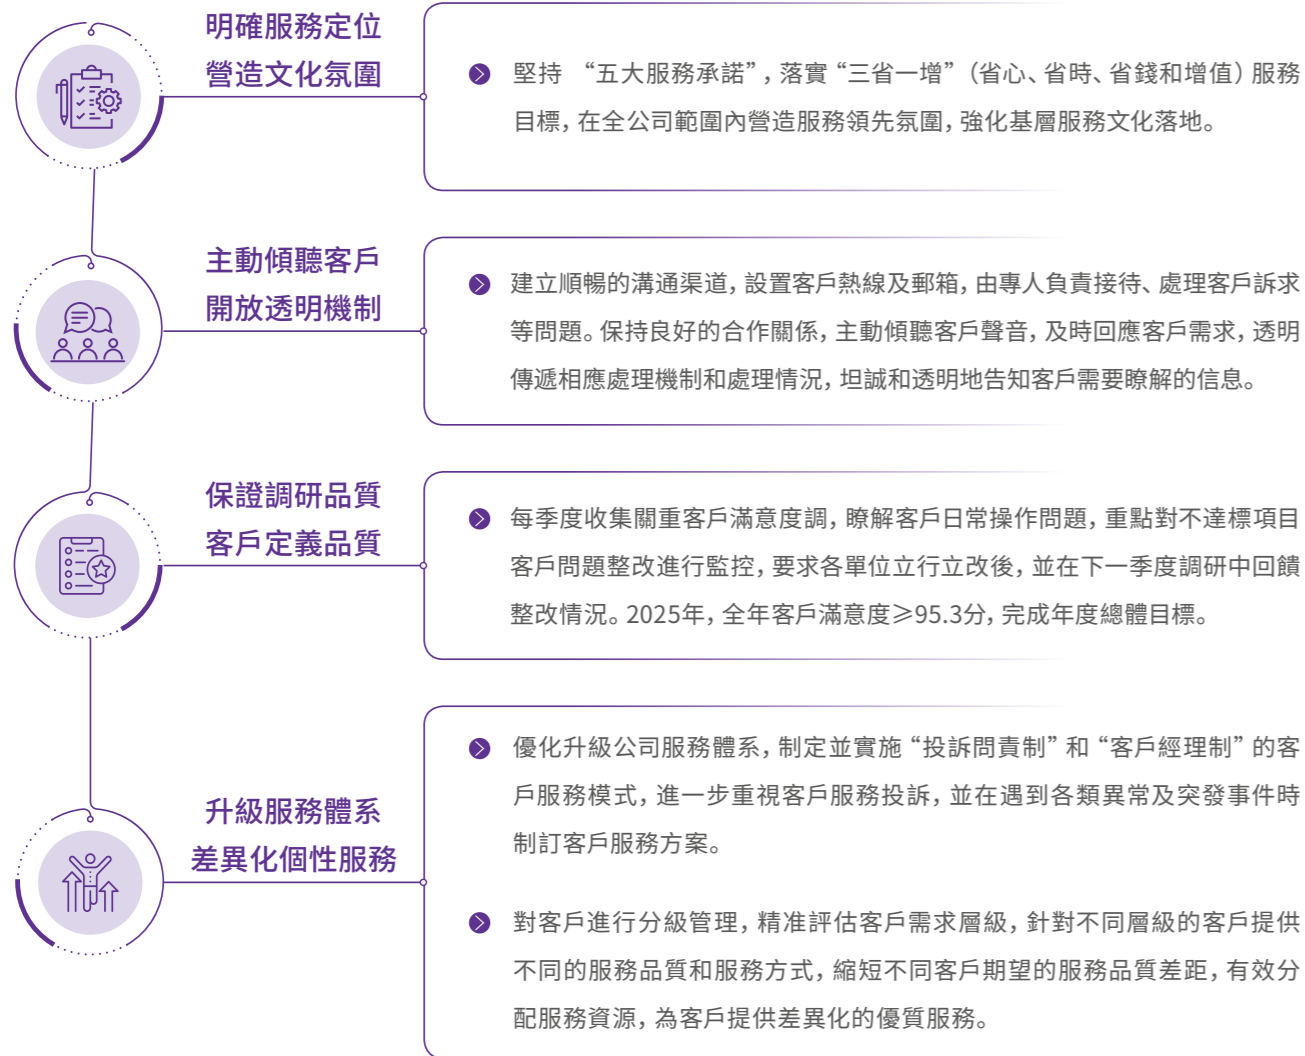 明確服務定位
營造文化氛圍
堅持 “五大服務承諾”，落實“三省一增”（省心、省時、省錢和增值）服務
目標，在全公司範圍內營造服務領先氛圍，強化基層服務文化落地。
主動傾聽客戶
開放透明機制
建立順暢的溝通渠道，設置客戶熱線及郵箱，由專人負責接待、處理客戶訴求
等問題。保持良好的合作關係，主動傾聽客戶聲音，及時回應客戶需求，透明
傳遞相應處理機制和處理情況，坦誠和透明地告知客戶需要瞭解的信息。
保證調研品質
客戶定義品質
每季度收集關重客戶滿意度調，瞭解客戶日常操作問題，重點對不達標項目
客戶問題整改進行監控，要求各單位立行立改後，並在下一季度調研中回饋
整改情況。2025年，全年客戶滿意度≥95.3分，完成年度總體目標。
升級服務體系
差異化個性服務
優化升級公司服務體系，制定並實施“投訴問責制”和“客戶經理制”的客
戶服務模式，進一步重視客戶服務投訴，並在遇到各類異常及突發事件時
制訂客戶服務方案。
對客戶進行分級管理，精准評估客戶需求層級，針對不同層級的客戶提供
不同的服務品質和服務方式，縮短不同客戶期望的服務品質差距，有效分
配服務資源，為客戶提供差異化的優質服務。